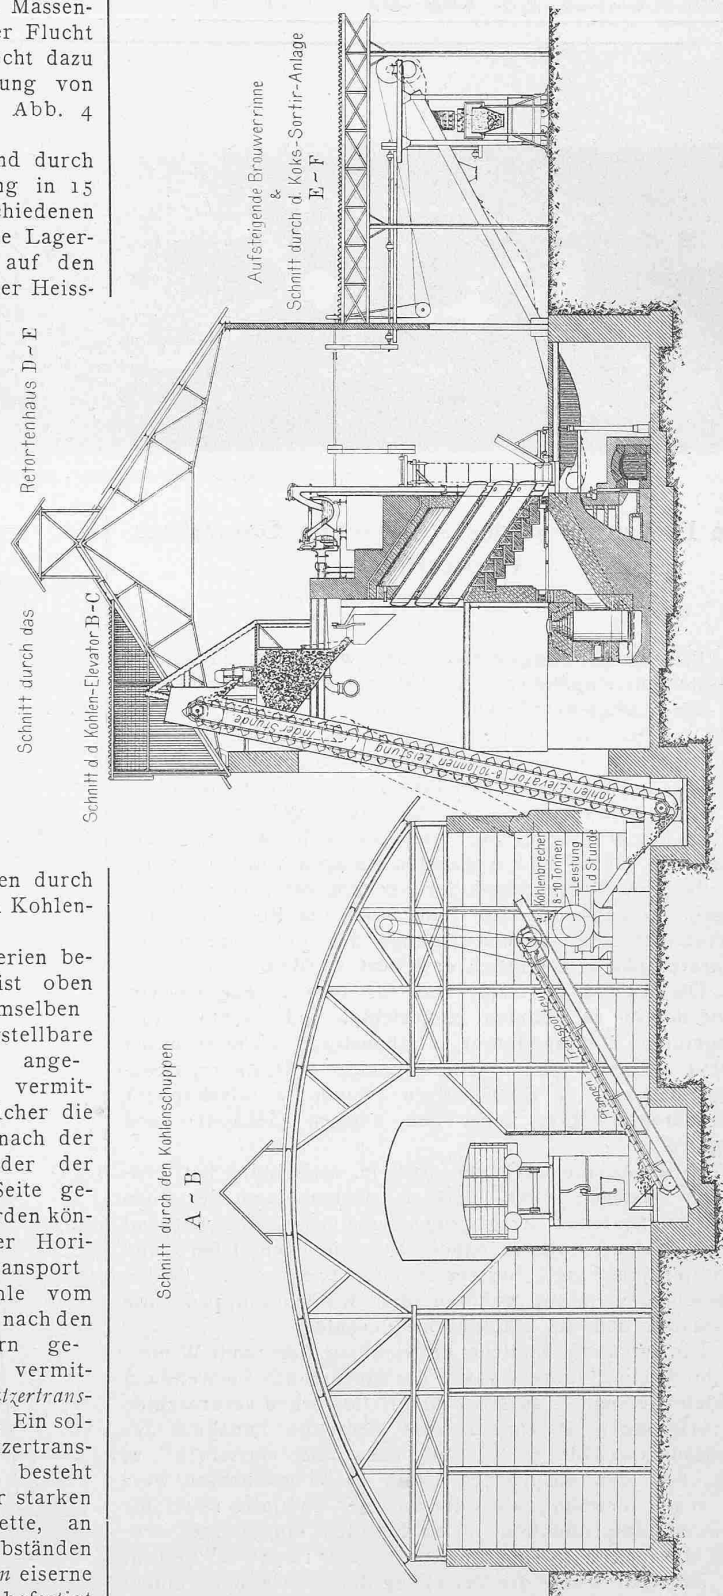 Massen-
er Flucht
cht dazu
ung von
Abb. 4
nd durch
ng in 15
chiedenen
e Lager-
auf den
er Heiss-
en durch
Kohlen-
erien be-
ist oben
mselben
rstellbare
ange-
vermit-
icher die
nach der
der der
Seite ge-
rden kön-
er Hori-
ansport
hle vom
nach den
rn ge-
vermit-
tzertrans-
Ein sol-
zertrans-
besteht
r starken
ette, an
bständen
n eiserne
befestigt
Aufsteigende Brouwerrinne
&
Schnitt durch d. Koks-Sortir-Anlage
E ~ F
Schnitt durch das Retortenhaus D ~ E
Schnitt d. d. Kohlen-Elevator B-C
Kohlen-Elevator 8-10 Tonnen Leistung in der Stunde
Kohlenbrecher
8-10 Tonnen
Leistung
i. d. Stunde
Schnitt durch den Kohlenschuppen
A ~ B